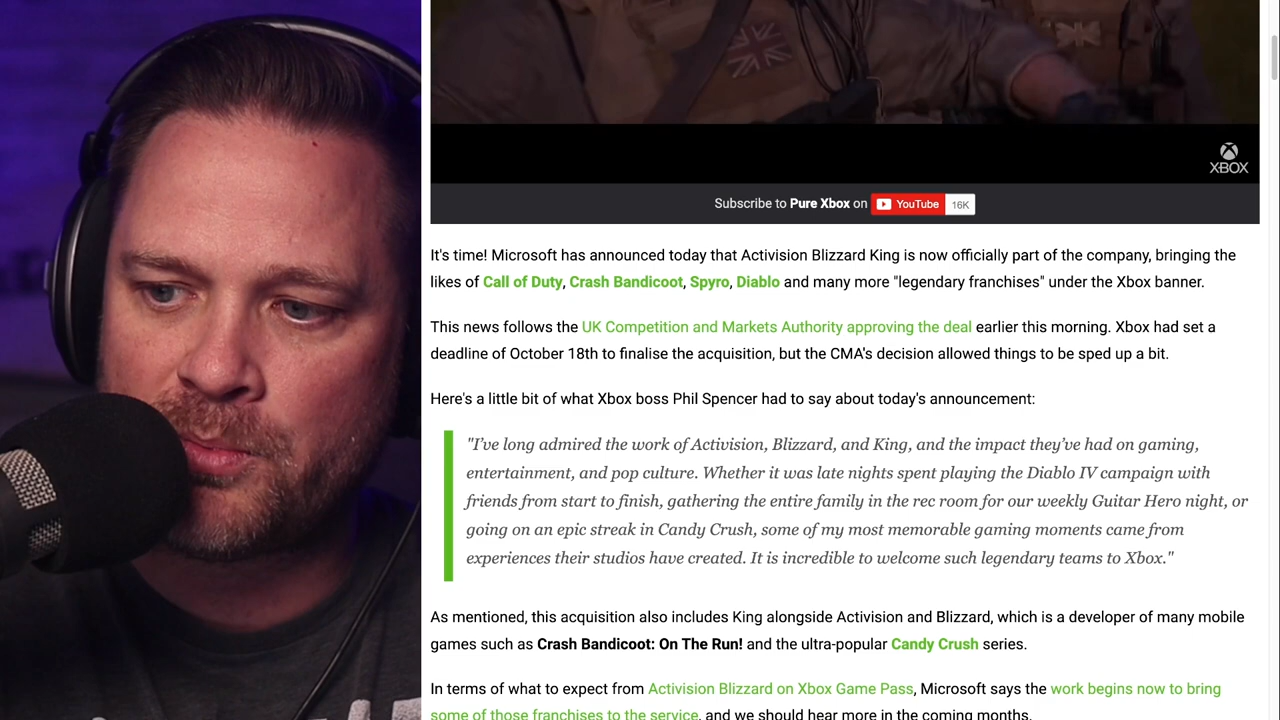 XBOX
Subscribe to Pure Xbox on YouTube 16K
It's time! Microsoft has announced today that Activision Blizzard King is now officially part of the company, bringing the
likes of Call of Duty, Crash Bandicoot, Spyro, Diablo and many more "legendary franchises" under the Xbox banner.
This news follows the UK Competition and Markets Authority approving the deal earlier this morning. Xbox had set a
deadline of October 18th to finalise the acquisition, but the CMA's decision allowed things to be sped up a bit.
Here's a little bit of what Xbox boss Phil Spencer had to say about today's announcement:
"I’ve long admired the work of Activision, Blizzard, and King, and the impact they’ve had on gaming,
entertainment, and pop culture. Whether it was late nights spent playing the Diablo IV campaign with
friends from start to finish, gathering the entire family in the rec room for our weekly Guitar Hero night, or
going on an epic streak in Candy Crush, some of my most memorable gaming moments came from
experiences their studios have created. It is incredible to welcome such legendary teams to Xbox."
As mentioned, this acquisition also includes King alongside Activision and Blizzard, which is a developer of many mobile
games such as Crash Bandicoot: On The Run! and the ultra-popular Candy Crush series.
In terms of what to expect from Activision Blizzard on Xbox Game Pass, Microsoft says the work begins now to bring
some of those franchises to the service, and we should hear more in the coming months.